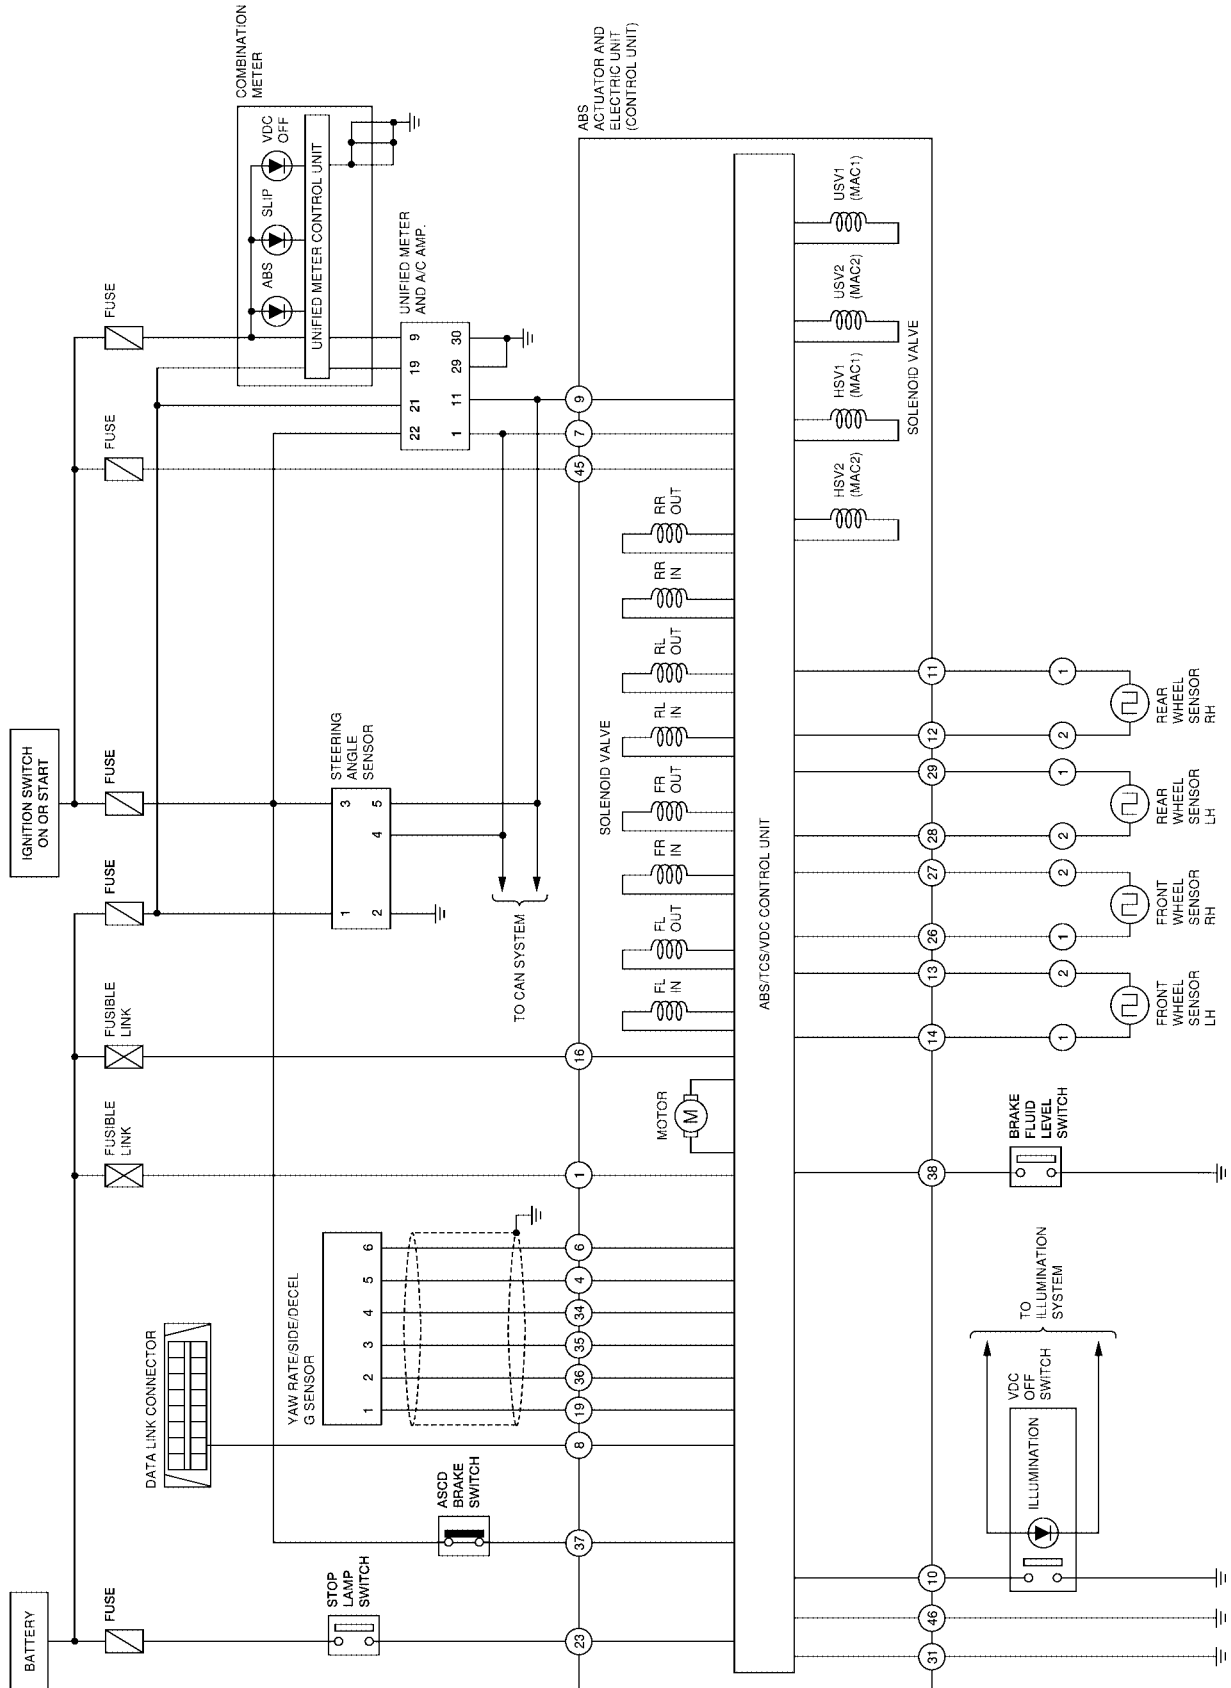 BATTERY
IGNITION SWITCH
ON OR START
FUSE
FUSIBLE
LINK
FUSIBLE
LINK
FUSE
FUSE
FUSE
FUSE
COMBINATION
METER
ABS
SLIP
VDC
OFF
UNIFIED METER CONTROL UNIT
DATA LINK CONNECTOR
STOP
LAMP
SWITCH
ASCD
BRAKE
SWITCH
YAW RATE/SIDE/DECEL
G SENSOR
1 2 3 4 5 6
STEERING
ANGLE
SENSOR
1 3
2 4 5
UNIFIED METER
AND A/C AMP.
22 21 19 9
1 11 29 30
TO CAN SYSTEM
ABS
ACTUATOR AND
ELECTRIC UNIT
(CONTROL UNIT)
23 37 8 19 36 35 34 4 6 1 16 45 7 9
MOTOR
M
SOLENOID VALVE
FL
IN
FL
OUT
FR
IN
FR
OUT
RL
IN
RL
OUT
RR
IN
RR
OUT
ABS/TCS/VDC CONTROL UNIT
HSV2
(MAC2)
HSV1
(MAC1)
USV2
(MAC2)
USV1
(MAC1)
SOLENOID VALVE
31 46 10 38 14 13 26 27 28 29 12 11
1 2 1 2 2 1 2 1
VDC
OFF
SWITCH
ILLUMINATION
TO
ILLUMINATION
SYSTEM
BRAKE
FLUID
LEVEL
SWITCH
FRONT
WHEEL
SENSOR
LH
FRONT
WHEEL
SENSOR
RH
REAR
WHEEL
SENSOR
LH
REAR
WHEEL
SENSOR
RH